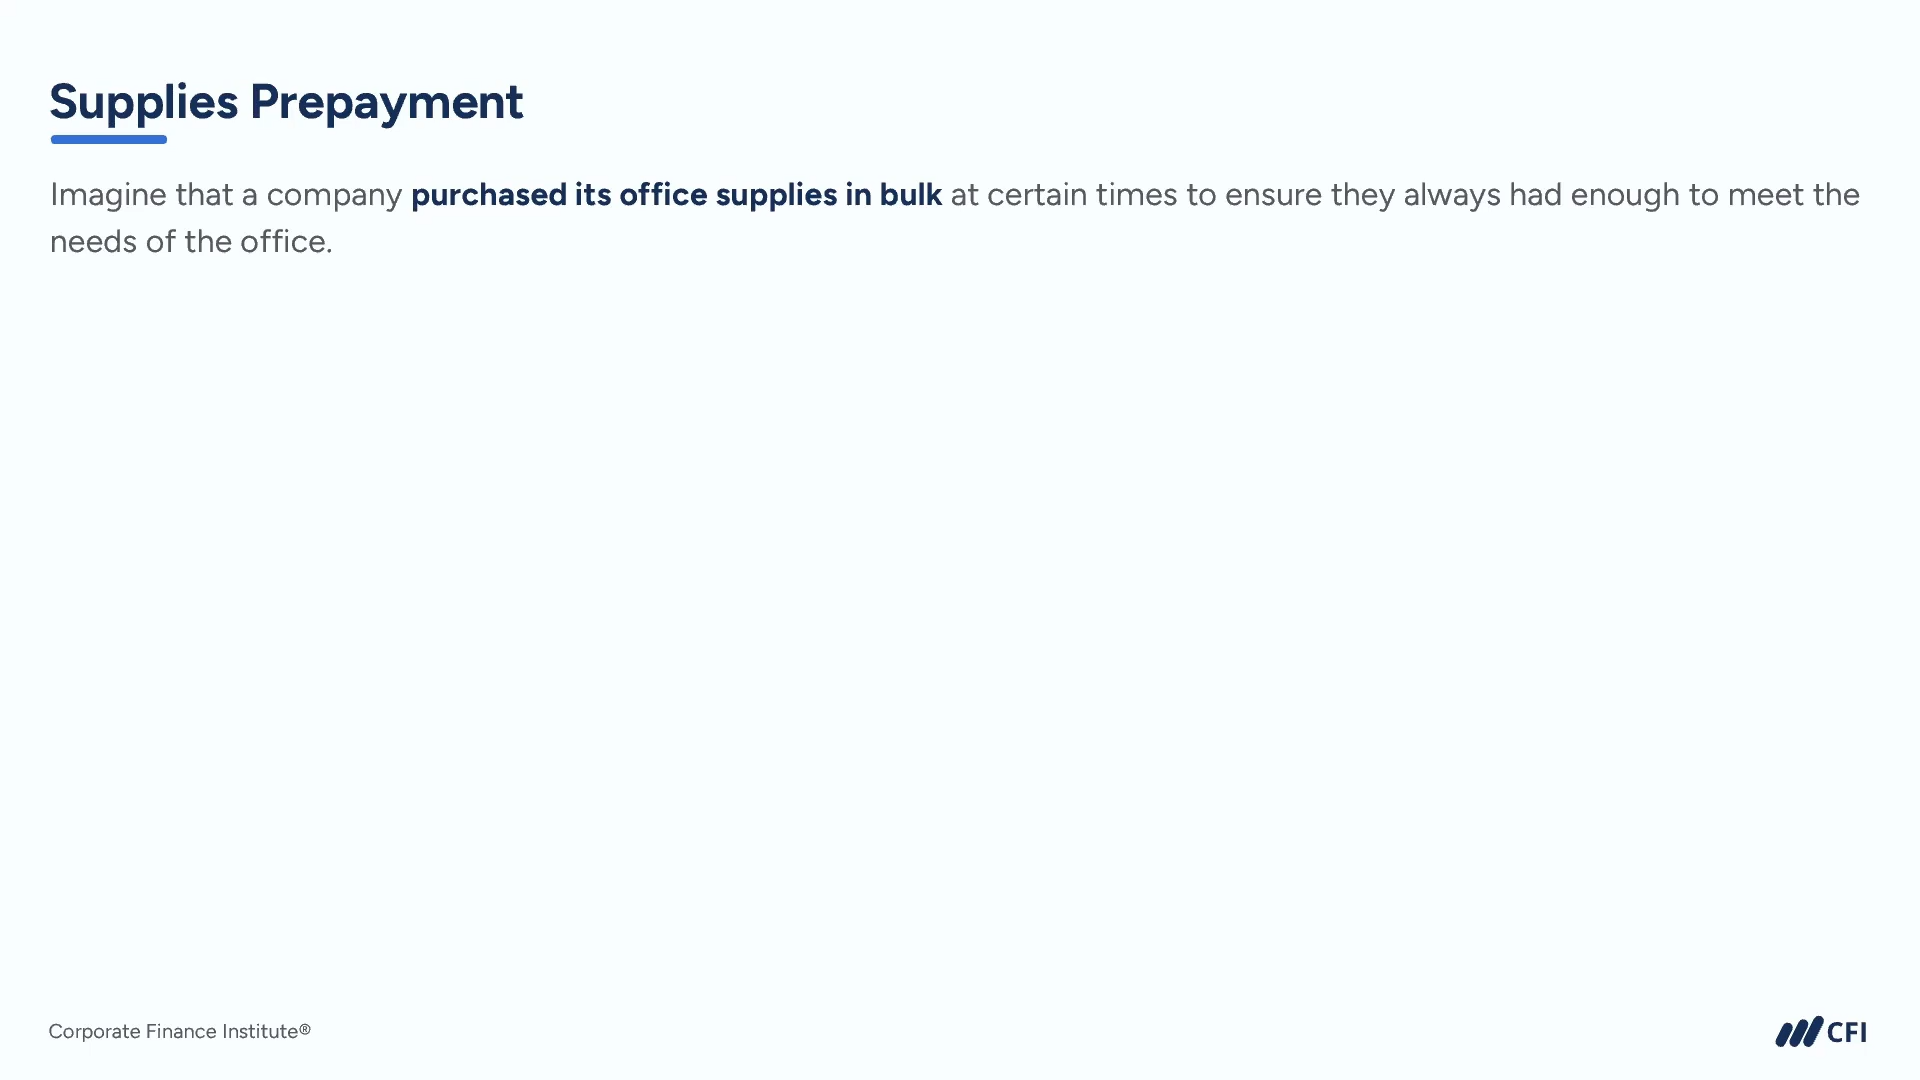 Supplies Prepayment
Imagine that a company purchased its office supplies in bulk at certain times to ensure they always had enough to meet the
needs of the office.
Corporate Finance Institute®
CFI